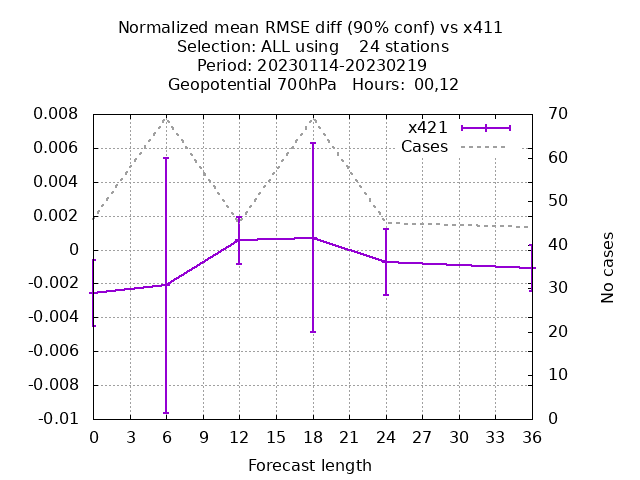 Normalized mean RMSE diff (90% conf) vs x411
Selection: ALL using    24 stations
Period: 20230114-20230219
Geopotential 700hPa   Hours: 00,12
0.008
0.006
0.004
0.002
0
-0.002
-0.004
-0.006
-0.008
-0.01
x421
Cases
70
60
50
40
30
20
10
0
No cases
0 3 6 9 12 15 18 21 24 27 30 33 36
Forecast length